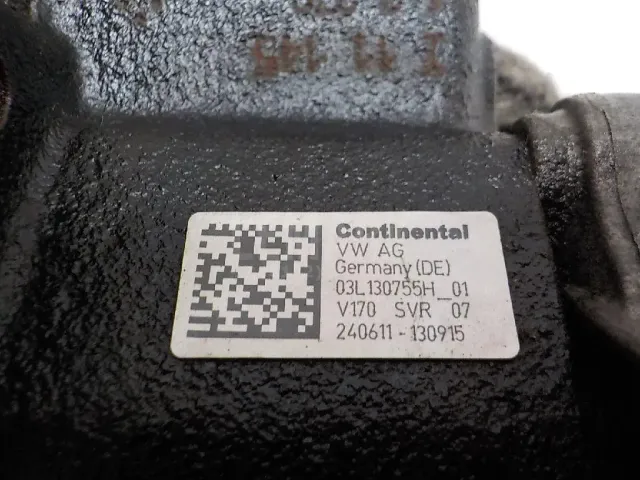 Continental
VW AG
Germany (DE)
03L130755H_01
V170 SVR 07
240611-130915